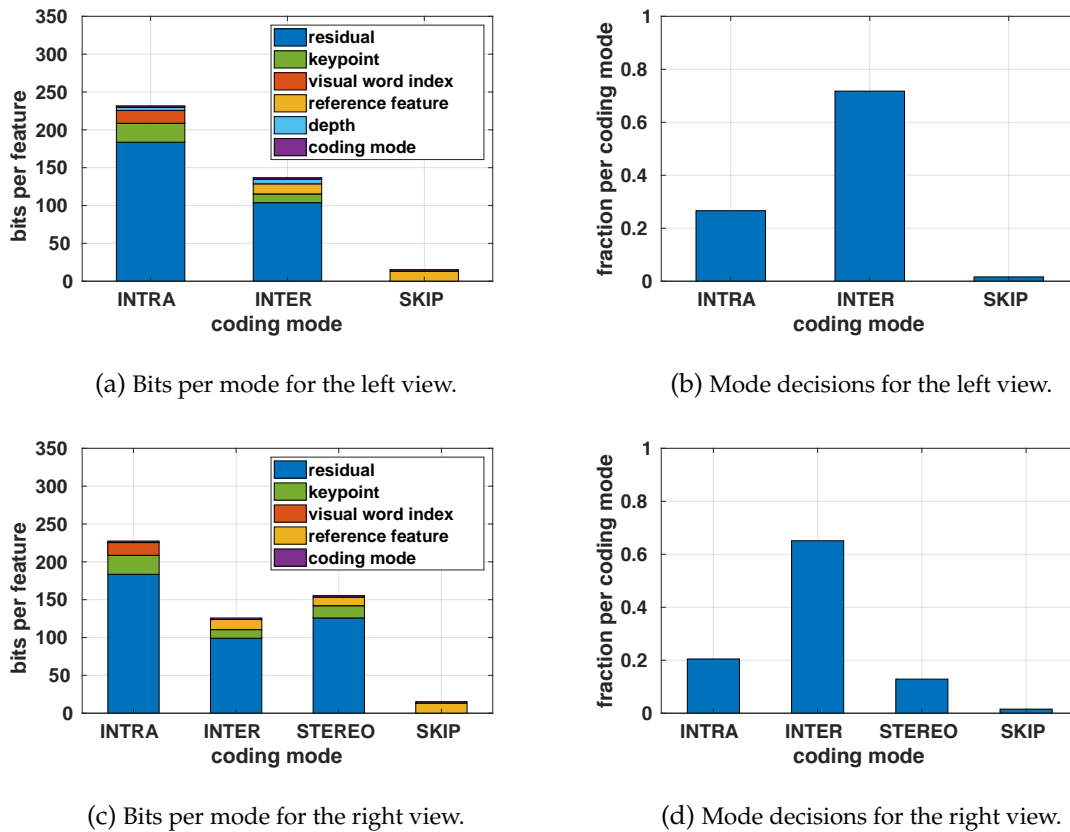 350
300
250
200
150
100
50
0
bits per feature
residual
keypoint
visual word index
reference feature
depth
coding mode
INTRA INTER SKIP
coding mode
(a) Bits per mode for the left view.
1
0.8
0.6
0.4
0.2
0
fraction per coding mode
INTRA INTER SKIP
coding mode
(b) Mode decisions for the left view.
350
300
250
200
150
100
50
0
bits per feature
residual
keypoint
visual word index
reference feature
coding mode
INTRA INTER STEREO SKIP
coding mode
(c) Bits per mode for the right view.
1
0.8
0.6
0.4
0.2
0
fraction per coding mode
INTRA INTER STEREO SKIP
coding mode
(d) Mode decisions for the right view.